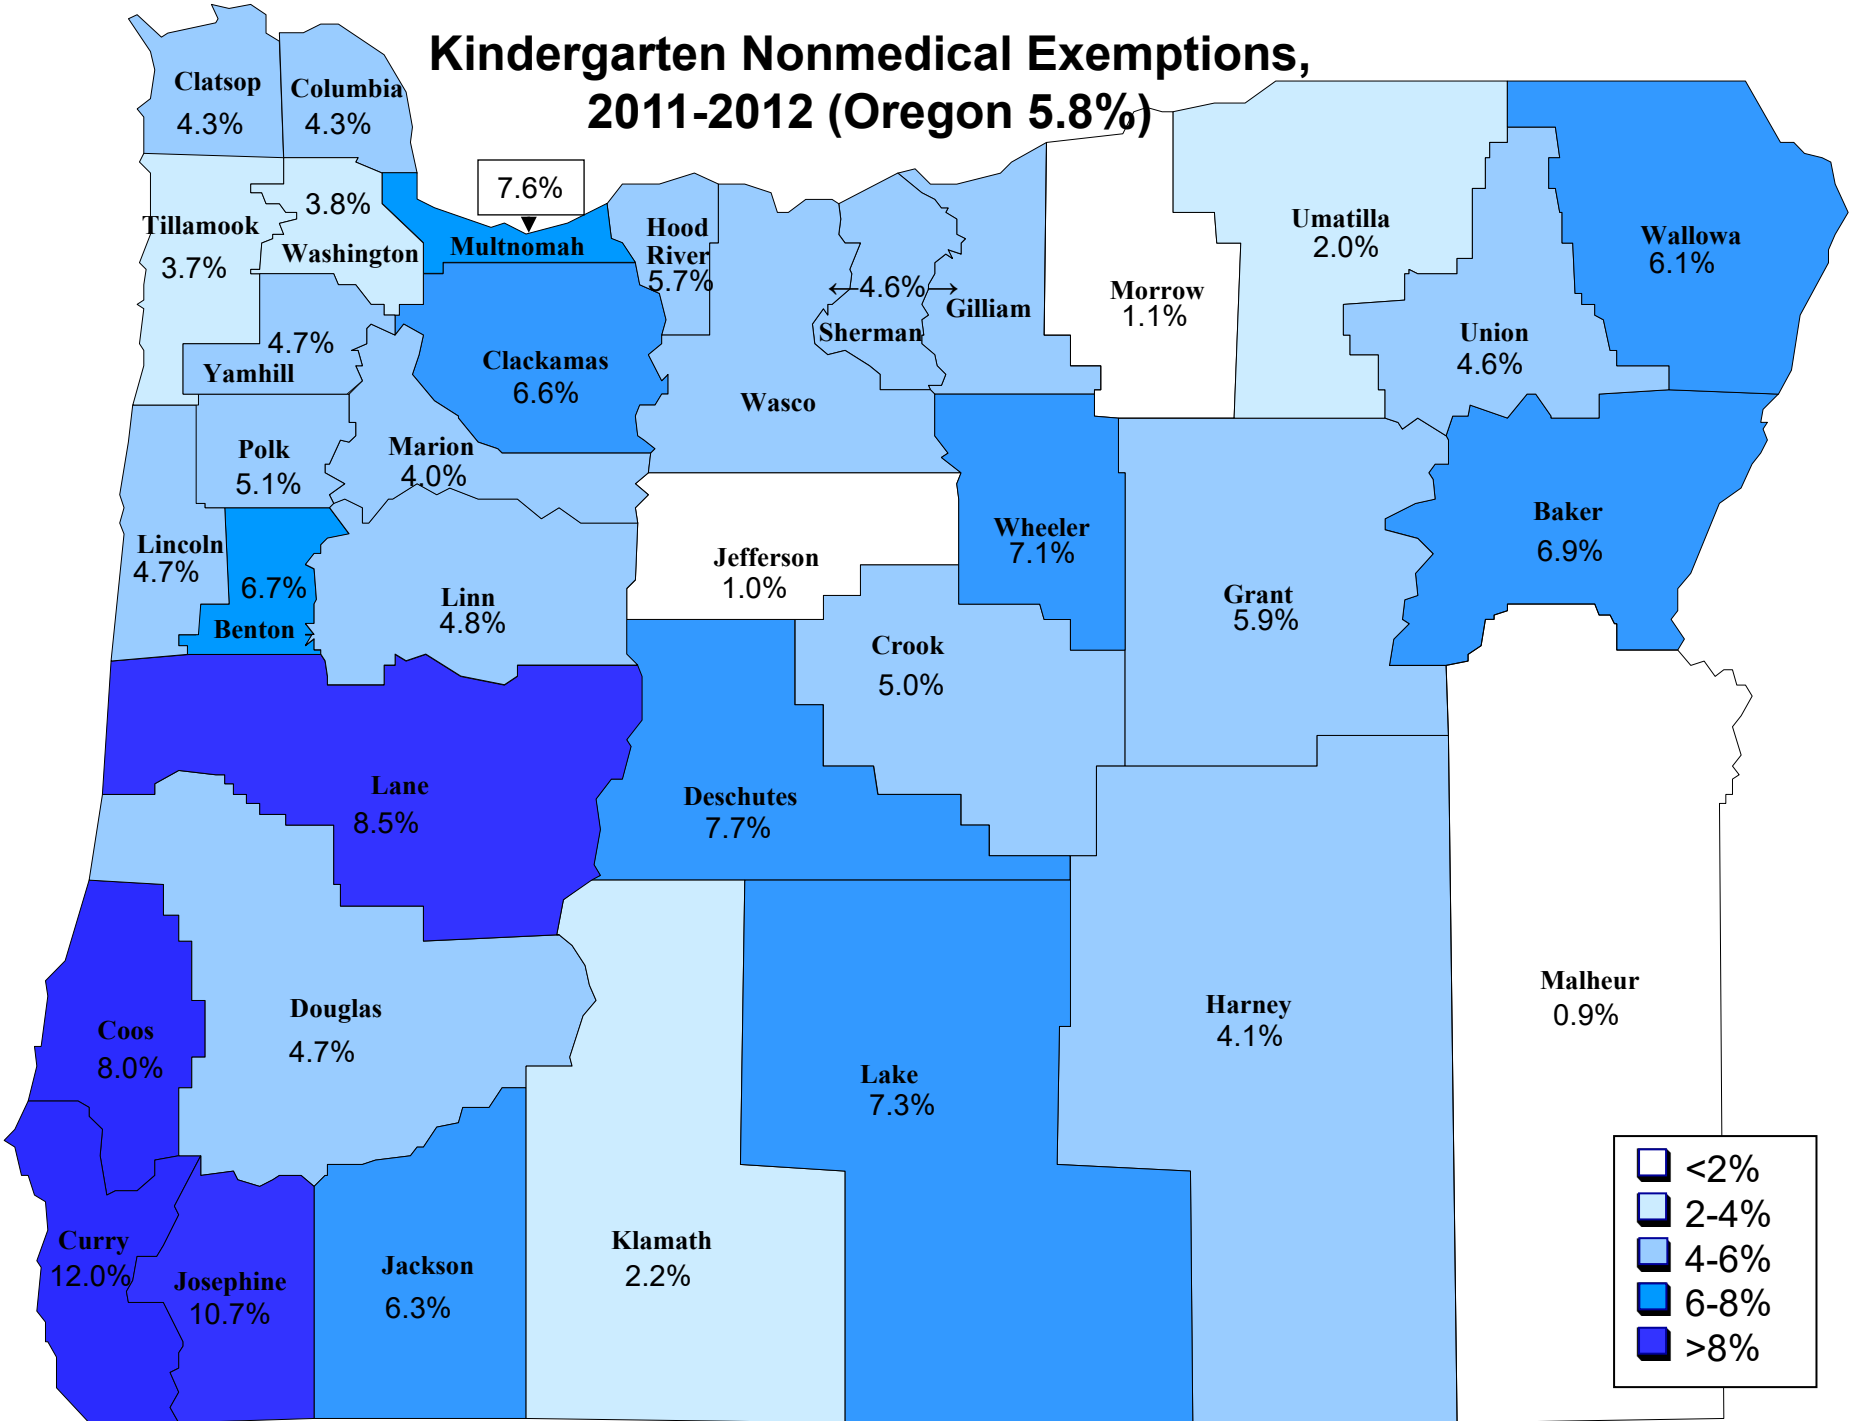 Kindergarten Nonmedical Exemptions,
2011-2012 (Oregon 5.8%)
Clatsop
4.3%
Columbia
4.3%
7.6%
Multnomah
Tillamook
3.7%
3.8%
Washington
Hood
River
5.7%
4.6%
Sherman
Gilliam
Morrow
1.1%
Umatilla
2.0%
Wallowa
6.1%
Union
4.6%
4.7%
Yamhill
Clackamas
6.6%
Wasco
Polk
5.1%
Marion
4.0%
Lincoln
4.7%
6.7%
Benton
Linn
4.8%
Jefferson
1.0%
Wheeler
7.1%
Grant
5.9%
Baker
6.9%
Crook
5.0%
Lane
8.5%
Deschutes
7.7%
Coos
8.0%
Douglas
4.7%
Lake
7.3%
Harney
4.1%
Malheur
0.9%
Curry
12.0%
Josephine
10.7%
Jackson
6.3%
Klamath
2.2%
<2%
2-4%
4-6%
6-8%
>8%